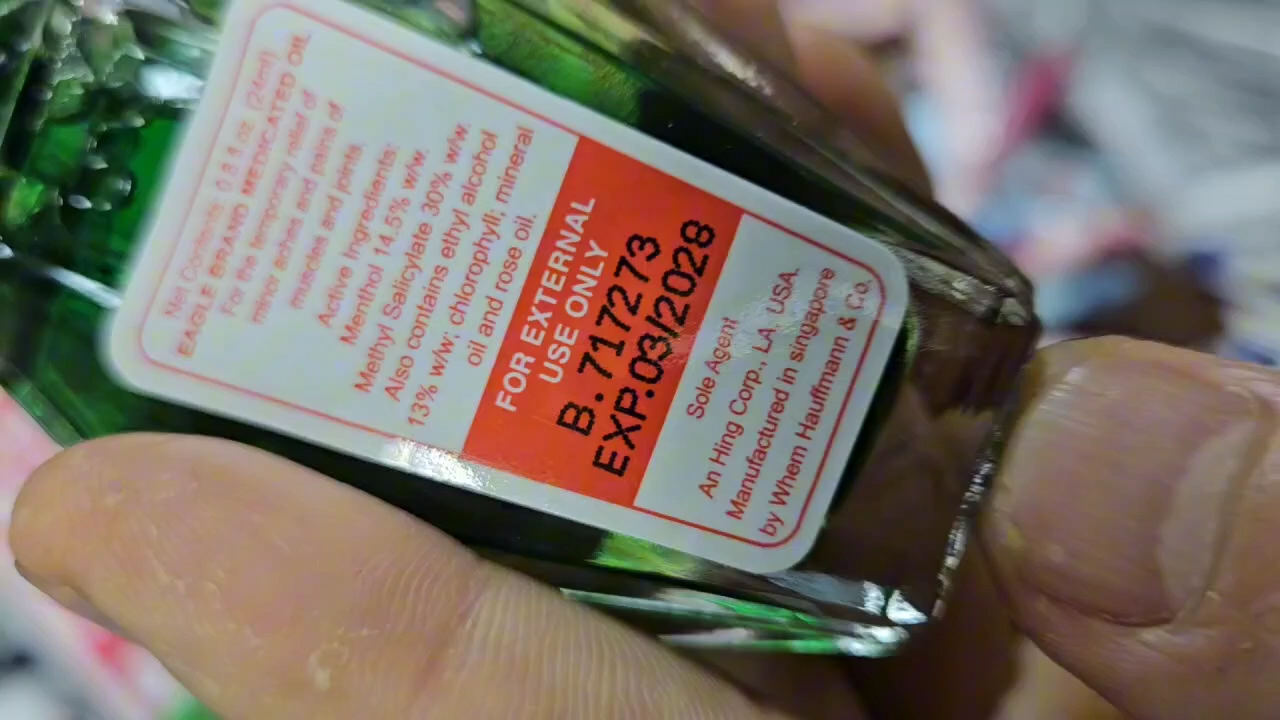 Net Contents: 0.8 fl oz. (24ml)
EAGLE BRAND MEDICATED OIL
For the temporary relief of
minor aches and pains of
muscles and joints.
Active Ingredients:
Menthol 14.5% w/w.
Methyl Salicylate 30% w/w.
Also contains ethyl alcohol
13% w/w; chlorophyll; mineral
oil and rose oil.
FOR EXTERNAL
USE ONLY
B.717273
EXP.03/2028
Sole Agent
An Hing Corp., LA, USA.
Manufactured in singapore
by Whem Hauffmann & Co.